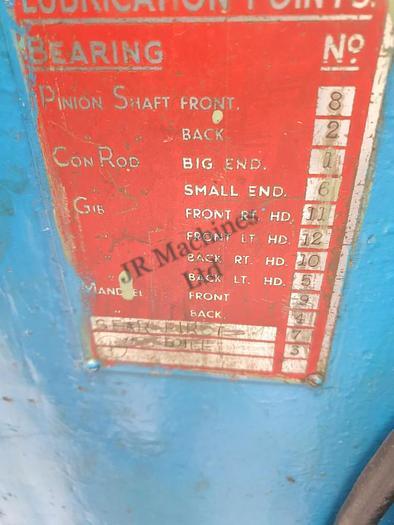 LUBRICATION POINTS.
BEARING No
PINION SHAFT FRONT. 8
" BACK. 2
CON ROD BIG END. 1
" SMALL END. 6
GIB FRONT RT. HD. 11
" FRONT LT. HD. 12
" BACK RT. HD. 10
" BACK LT. HD. 5
MANDREL FRONT 9
" BACK. 4
7
3
JR Machines
Ltd